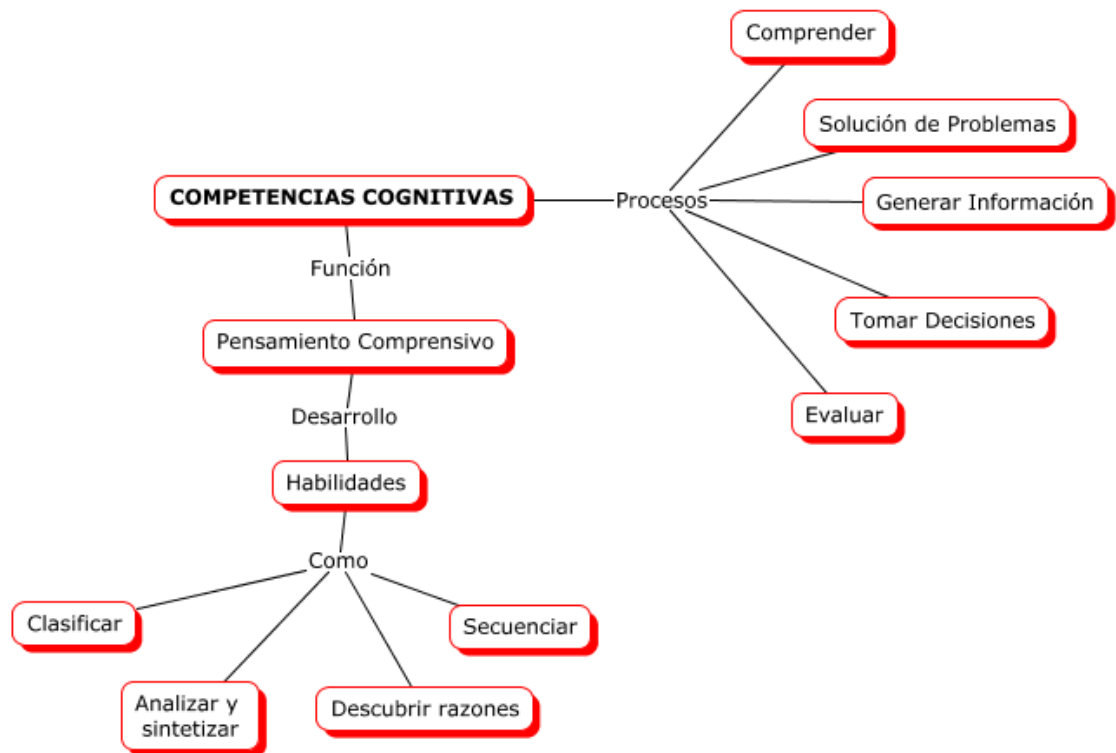 Comprender
Solución de Problemas
COMPETENCIAS COGNITIVAS
Procesos
Generar Información
Función
Tomar Decisiones
Pensamiento Comprensivo
Evaluar
Desarrollo
Habilidades
Como
Clasificar
Secuenciar
Analizar y
sintetizar
Descubrir razones